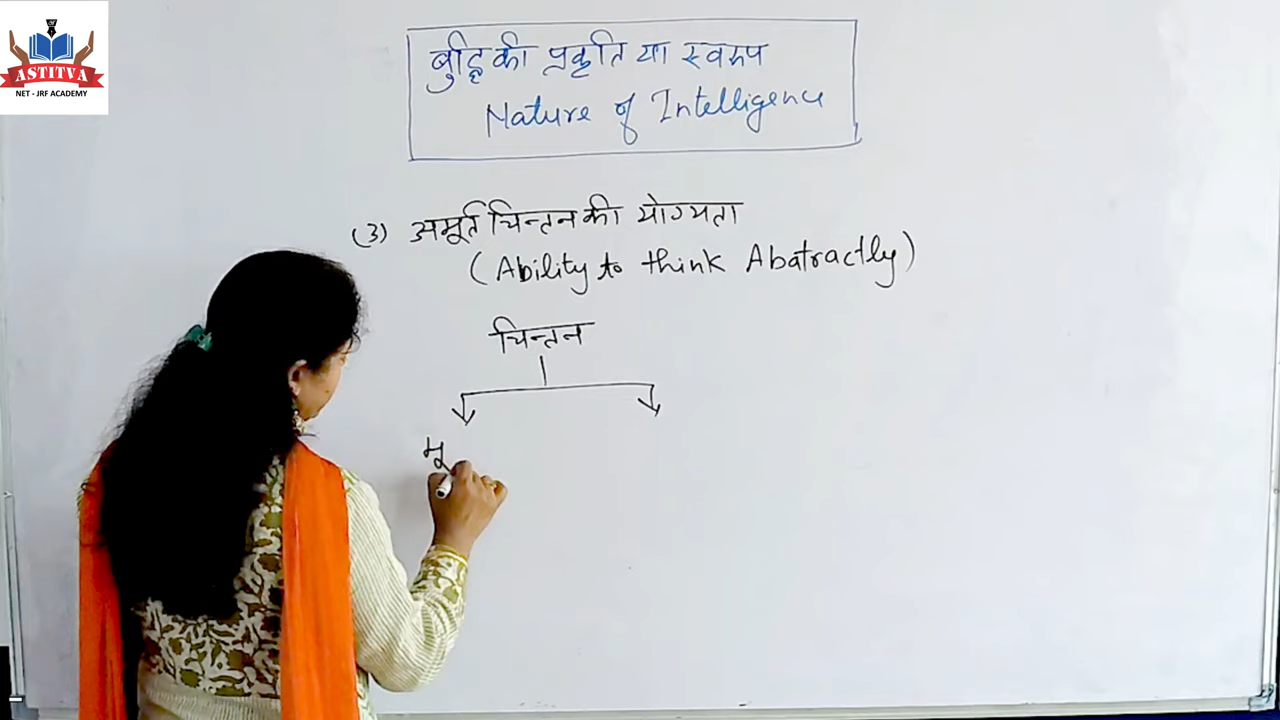 ASTITVA
NET - JRF ACADEMY
बुद्धि की प्रकृति या स्वरूप
Nature of Intelligence
(3) अमूर्त चिन्तन की योग्यता
(Ability to think Abatractly)
चिन्तन
मू